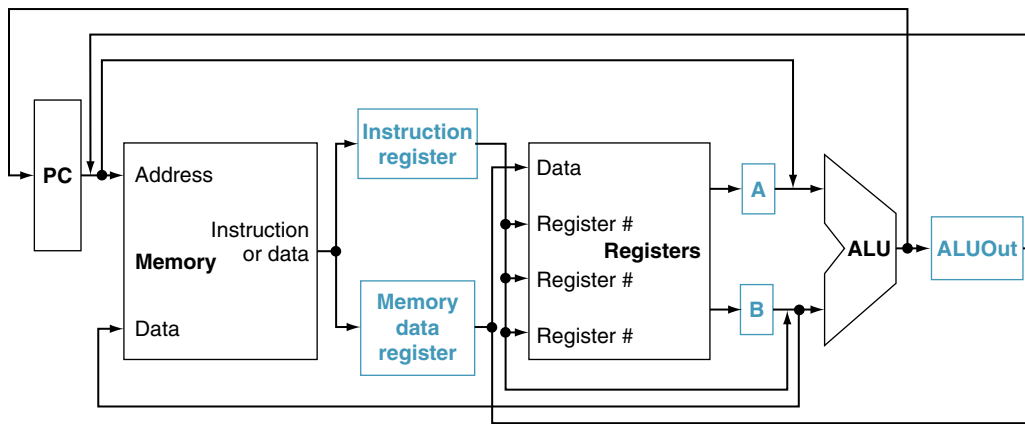 PC
Address
Memory
Instruction
or data
Data
Instruction
register
Memory
data
register
Data
Register #
Registers
Register #
Register #
A
B
ALU
ALUOut